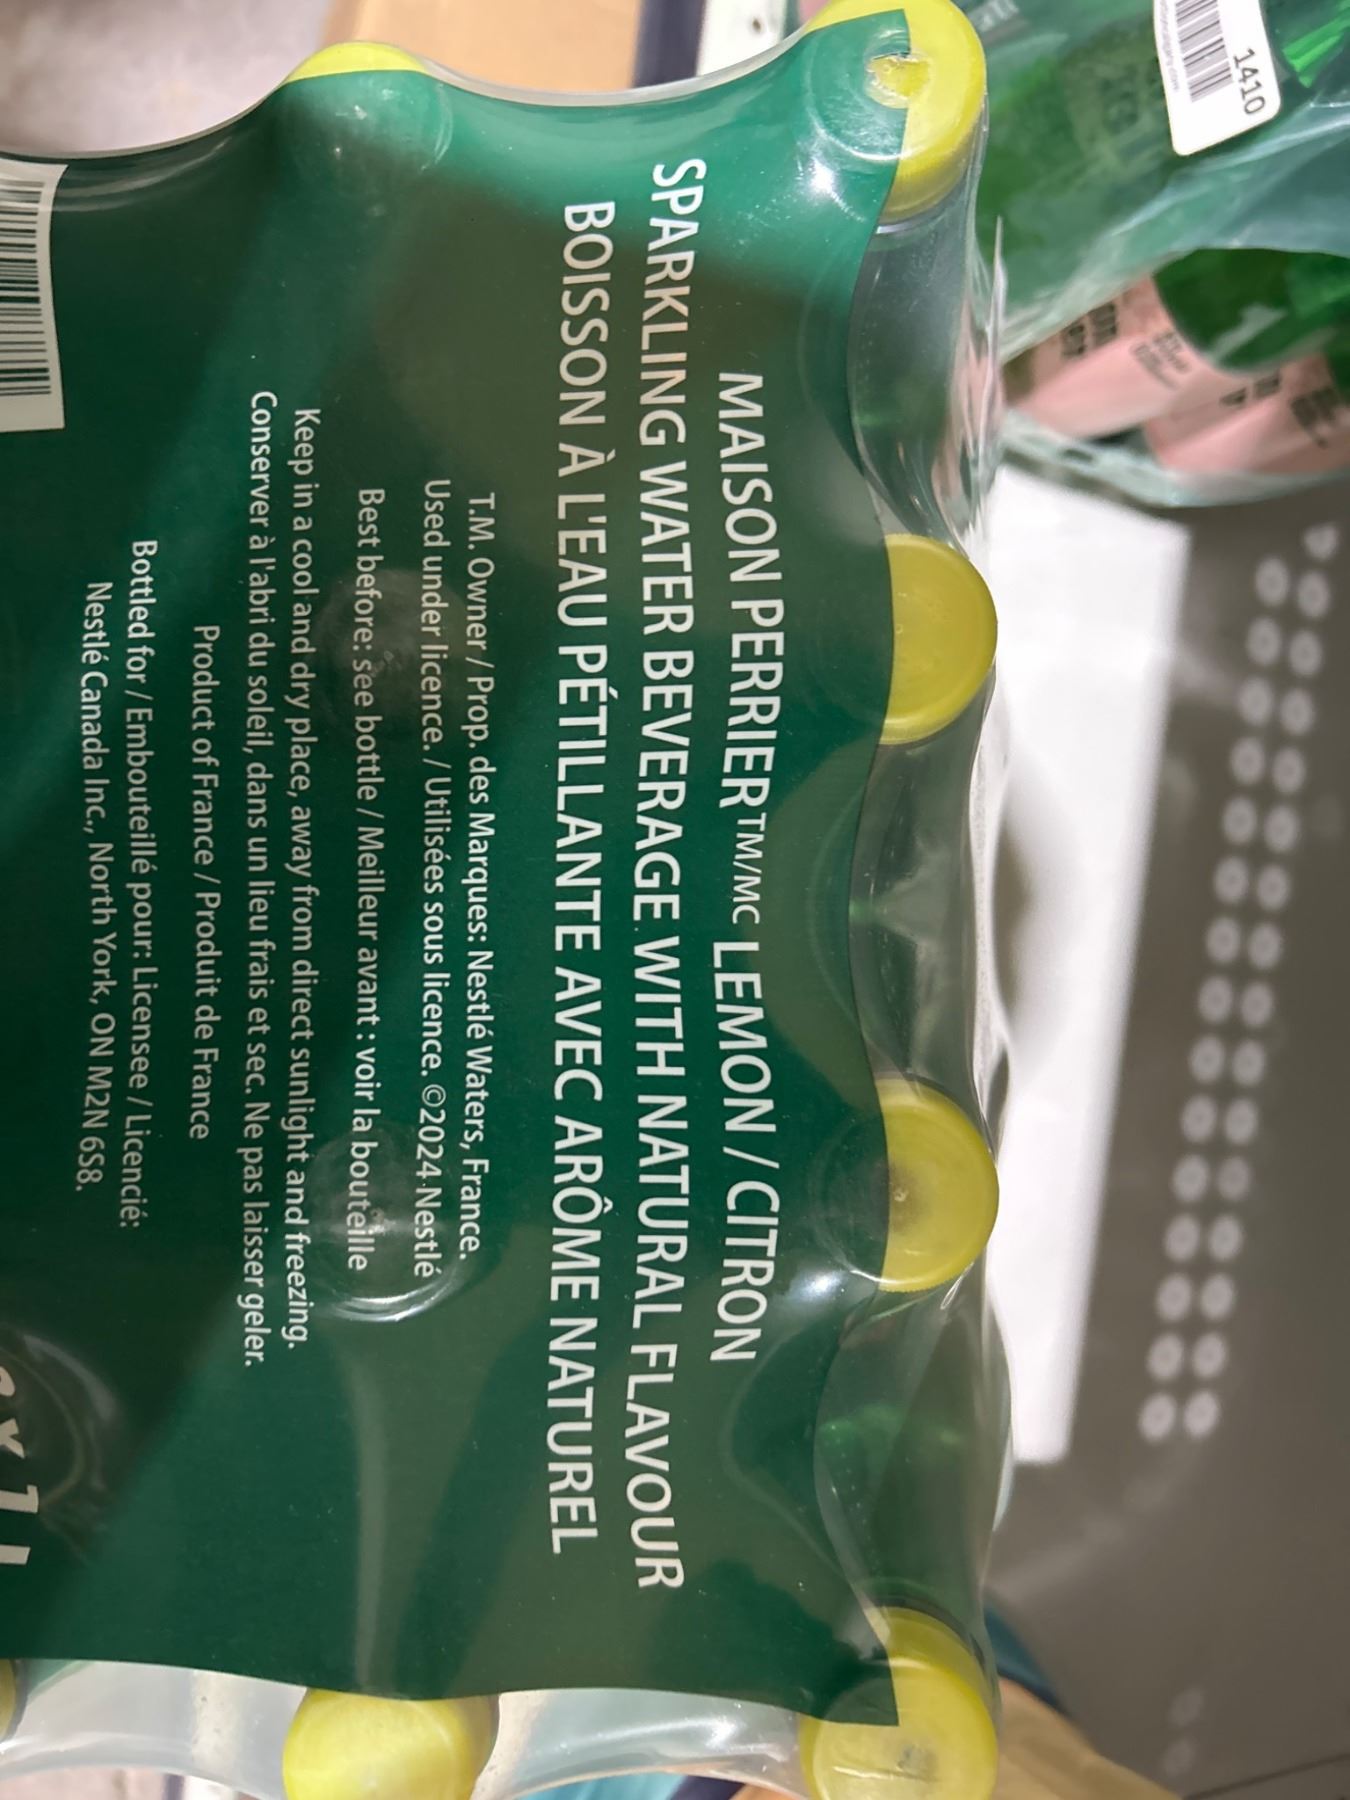 MAISON PERRIER™/MC LEMON / CITRON
SPARKLING WATER BEVERAGE WITH NATURAL FLAVOUR
BOISSON À L'EAU PÉTILLANTE AVEC ARÔME NATUREL
T.M. Owner / Prop. des Marques: Nestlé Waters, France.
Used under licence. / Utilisées sous licence. ©2024 Nestlé
Best before: see bottle / Meilleur avant : voir la bouteille
Keep in a cool and dry place, away from direct sunlight and freezing.
Conserver à l'abri du soleil, dans un lieu frais et sec. Ne pas laisser geler.
Product of France / Produit de France
Bottled for / Embouteillé pour: Licensee / Licencié:
Nestlé Canada Inc., North York, ON M2N 6S8.
1410